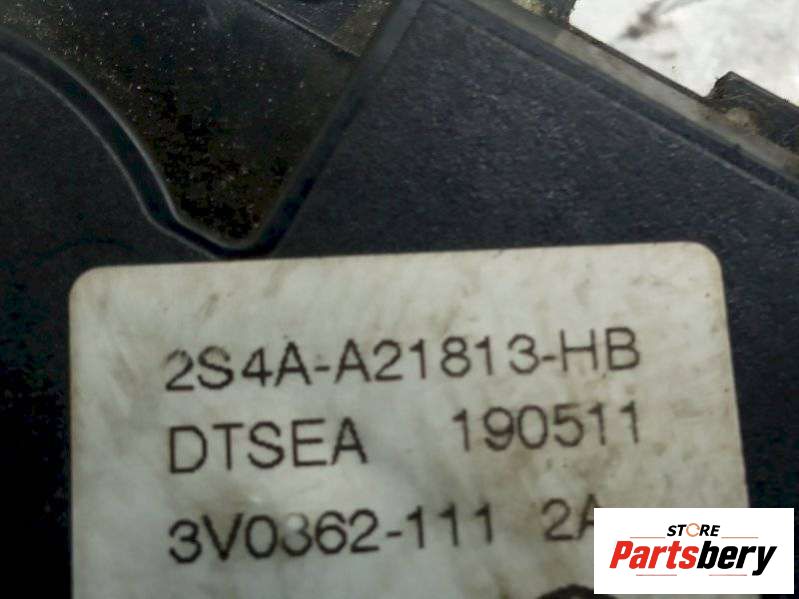 2S4A-A21813-HB
DTSEA 190511
3V0362-111 2A
STORE
Partsbery